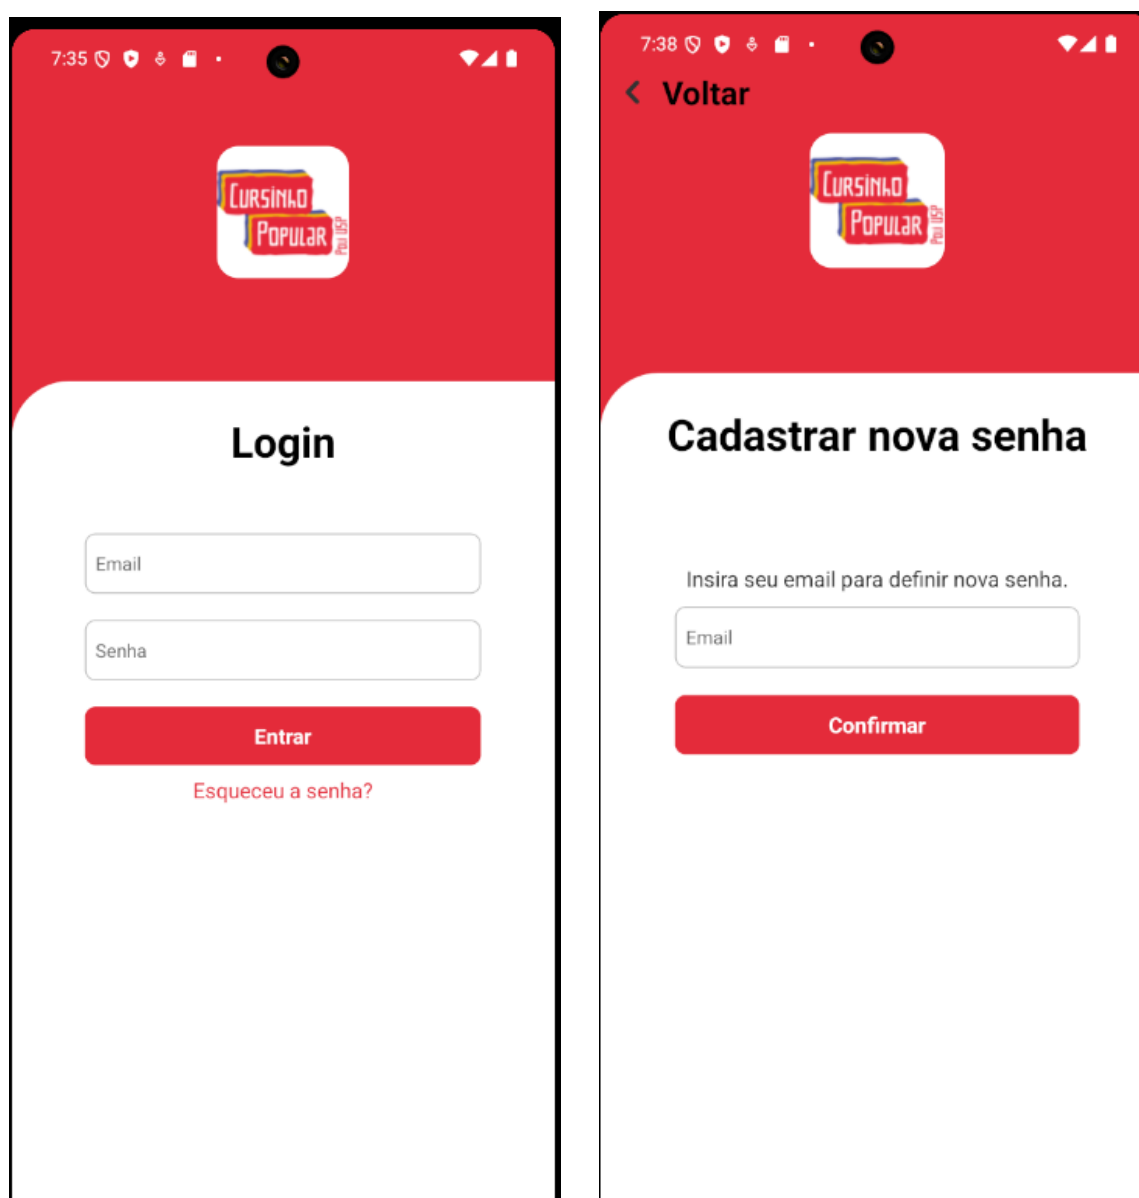 7:35
CURSINHO
POPULAR
POLI USP
Login
Email
Senha
Entrar
Esqueceu a senha?
7:38
Voltar
CURSINHO
POPULAR
POLI USP
Cadastrar nova senha
Insira seu email para definir nova senha.
Email
Confirmar